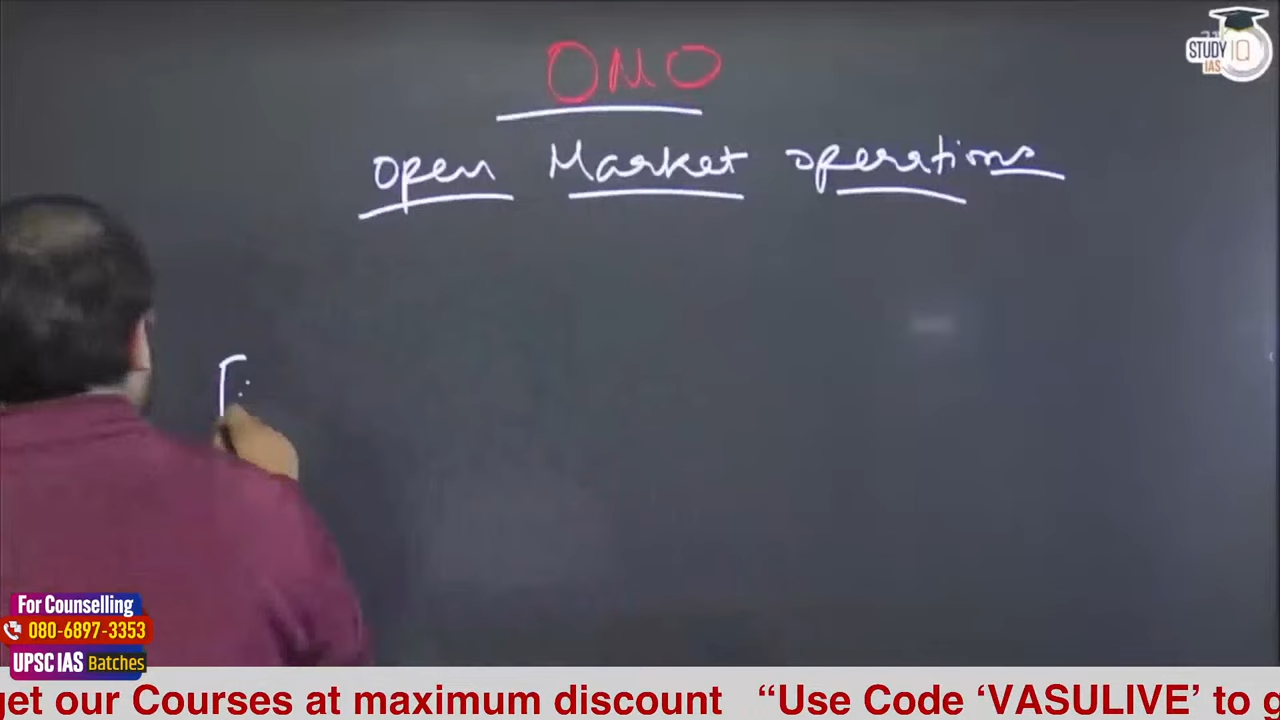 OMO
Open Market operations
STUDY IQ
IAS
For Counselling
080-6897-3353
UPSC IAS Batches
get our Courses at maximum discount “Use Code ‘VASULIVE’ to g